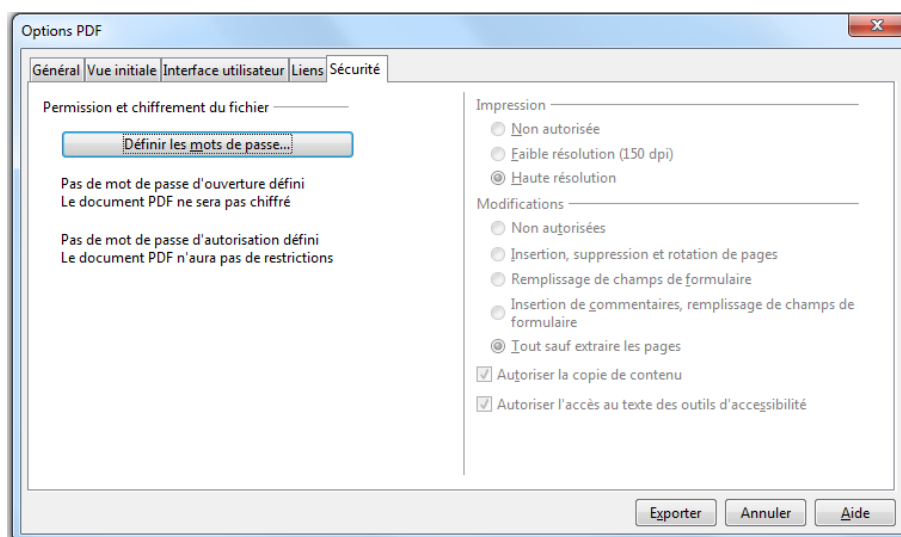 Options PDF
Général Vue initiale Interface utilisateur Liens Sécurité
Permission et chiffrement du fichier
Définir les mots de passe...
Pas de mot de passe d'ouverture défini
Le document PDF ne sera pas chiffré
Pas de mot de passe d'autorisation défini
Le document PDF n'aura pas de restrictions
Impression
Non autorisée
Faible résolution (150 dpi)
Haute résolution
Modifications
Non autorisées
Insertion, suppression et rotation de pages
Remplissage de champs de formulaire
Insertion de commentaires, remplissage de champs de
formulaire
Tout sauf extraire les pages
Autoriser la copie de contenu
Autoriser l'accès au texte des outils d'accessibilité
Exporter Annuler Aide